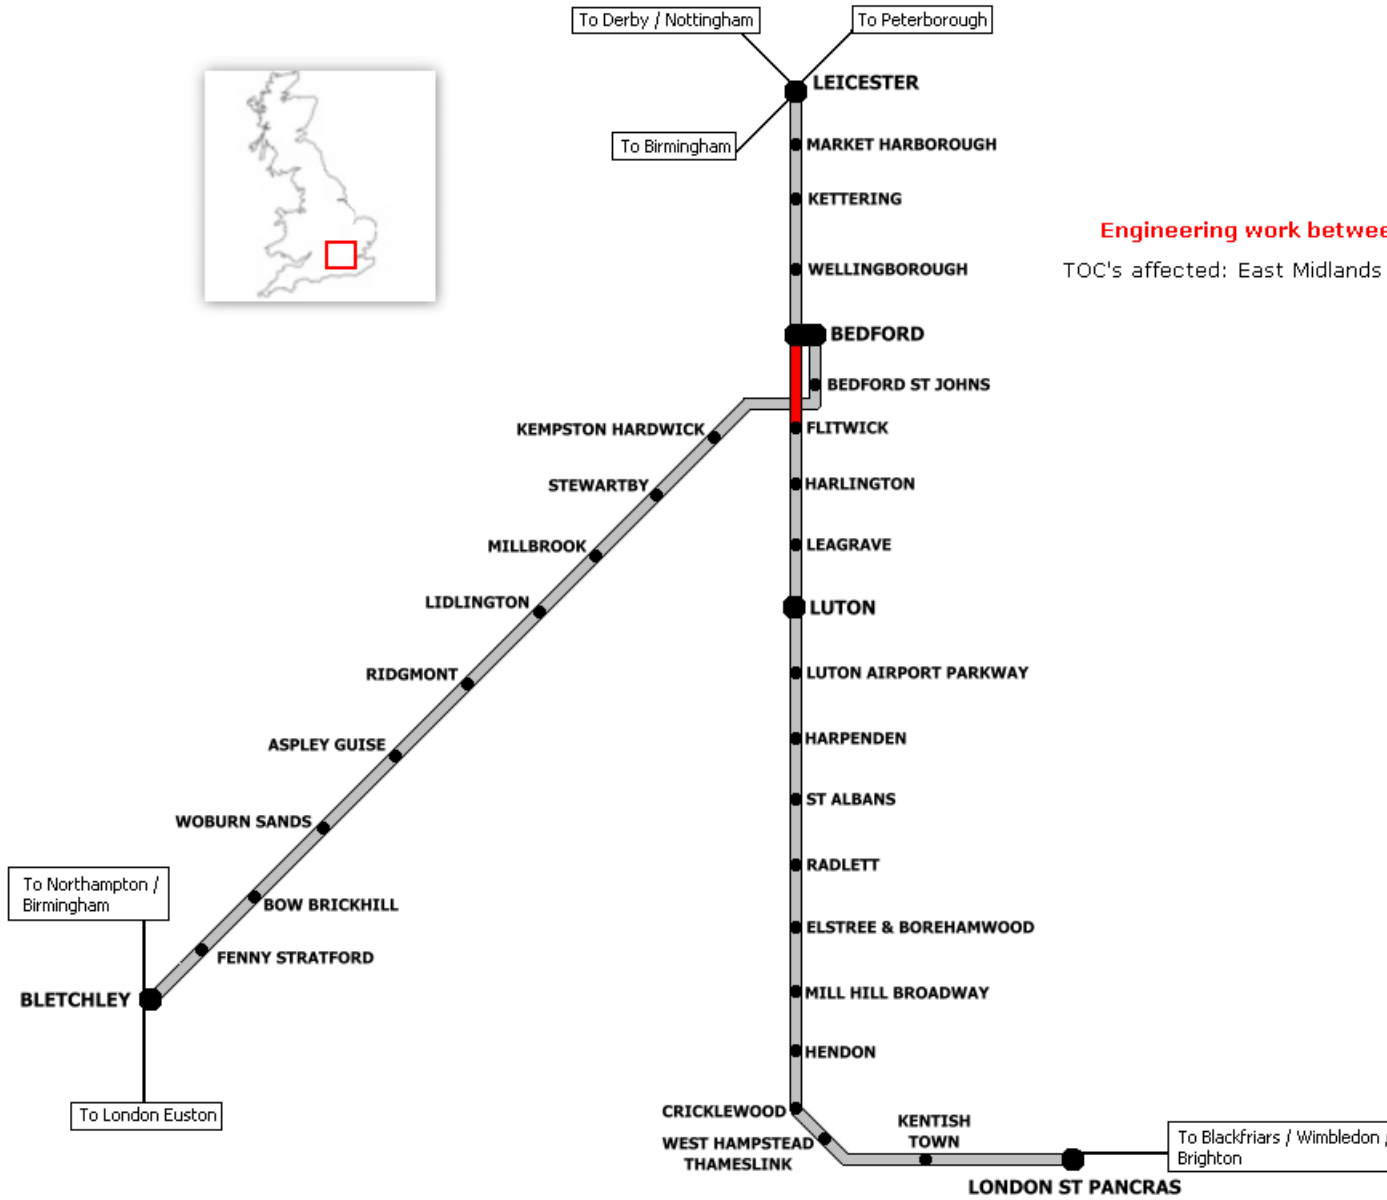 To Derby / Nottingham
To Peterborough
LEICESTER
To Birmingham
MARKET HARBOROUGH
KETTERING
Engineering work betwee
WELLINGBOROUGH
TOC's affected: East Midlands
BEDFORD
BEDFORD ST JOHNS
KEMPSTON HARDWICK
FLITWICK
STEWARTBY
HARLINGTON
MILLBROOK
LEAGRAVE
LIDLINGTON
LUTON
RIDGMONT
LUTON AIRPORT PARKWAY
ASPLEY GUISE
HARPENDEN
WOBURN SANDS
ST ALBANS
RADLETT
To Northampton /
Birmingham
BOW BRICKHILL
ELSTREE & BOREHAMWOOD
FENNY STRATFORD
BLETCHLEY
MILL HILL BROADWAY
HENDON
To London Euston
CRICKLEWOOD
WEST HAMPSTEAD
THAMESLINK
KENTISH
TOWN
To Blackfriars / Wimbledon /
Brighton
LONDON ST PANCRAS